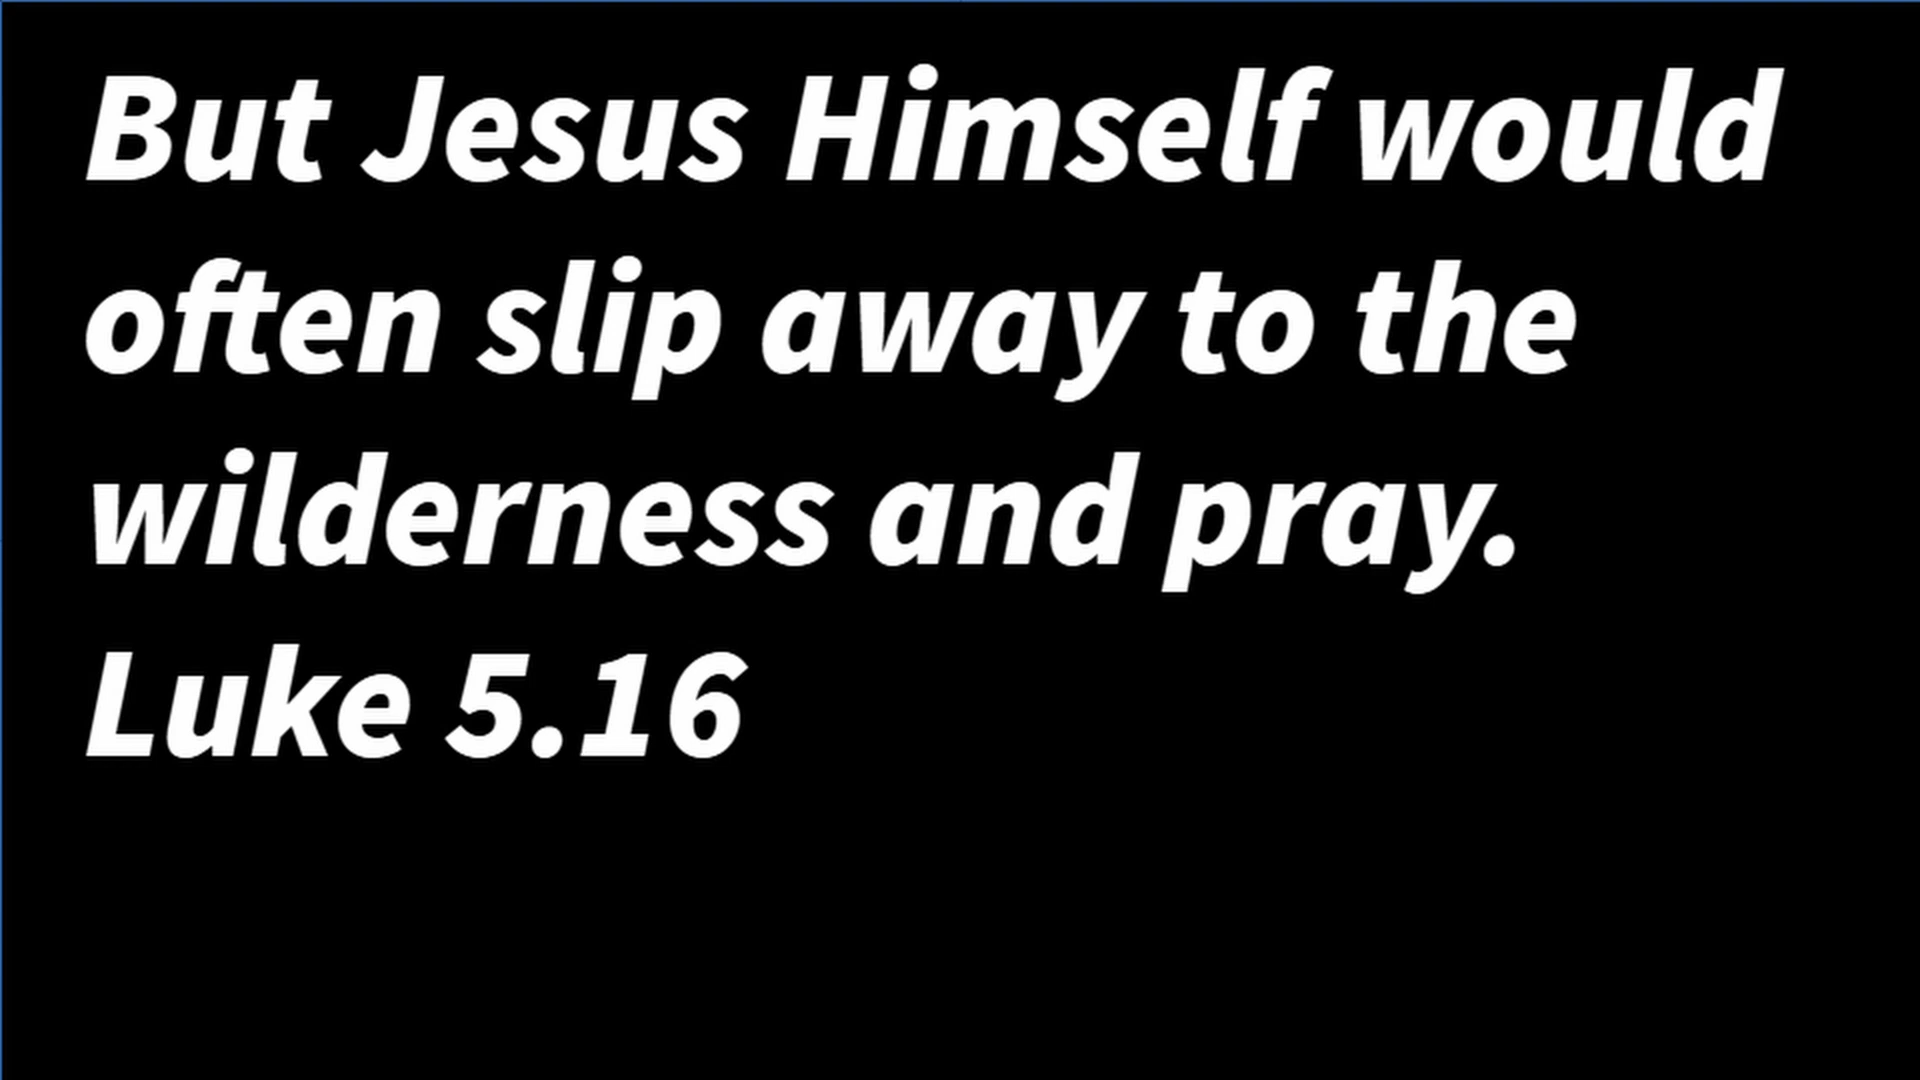 But Jesus Himself would
often slip away to the
wilderness and pray.
Luke 5.16